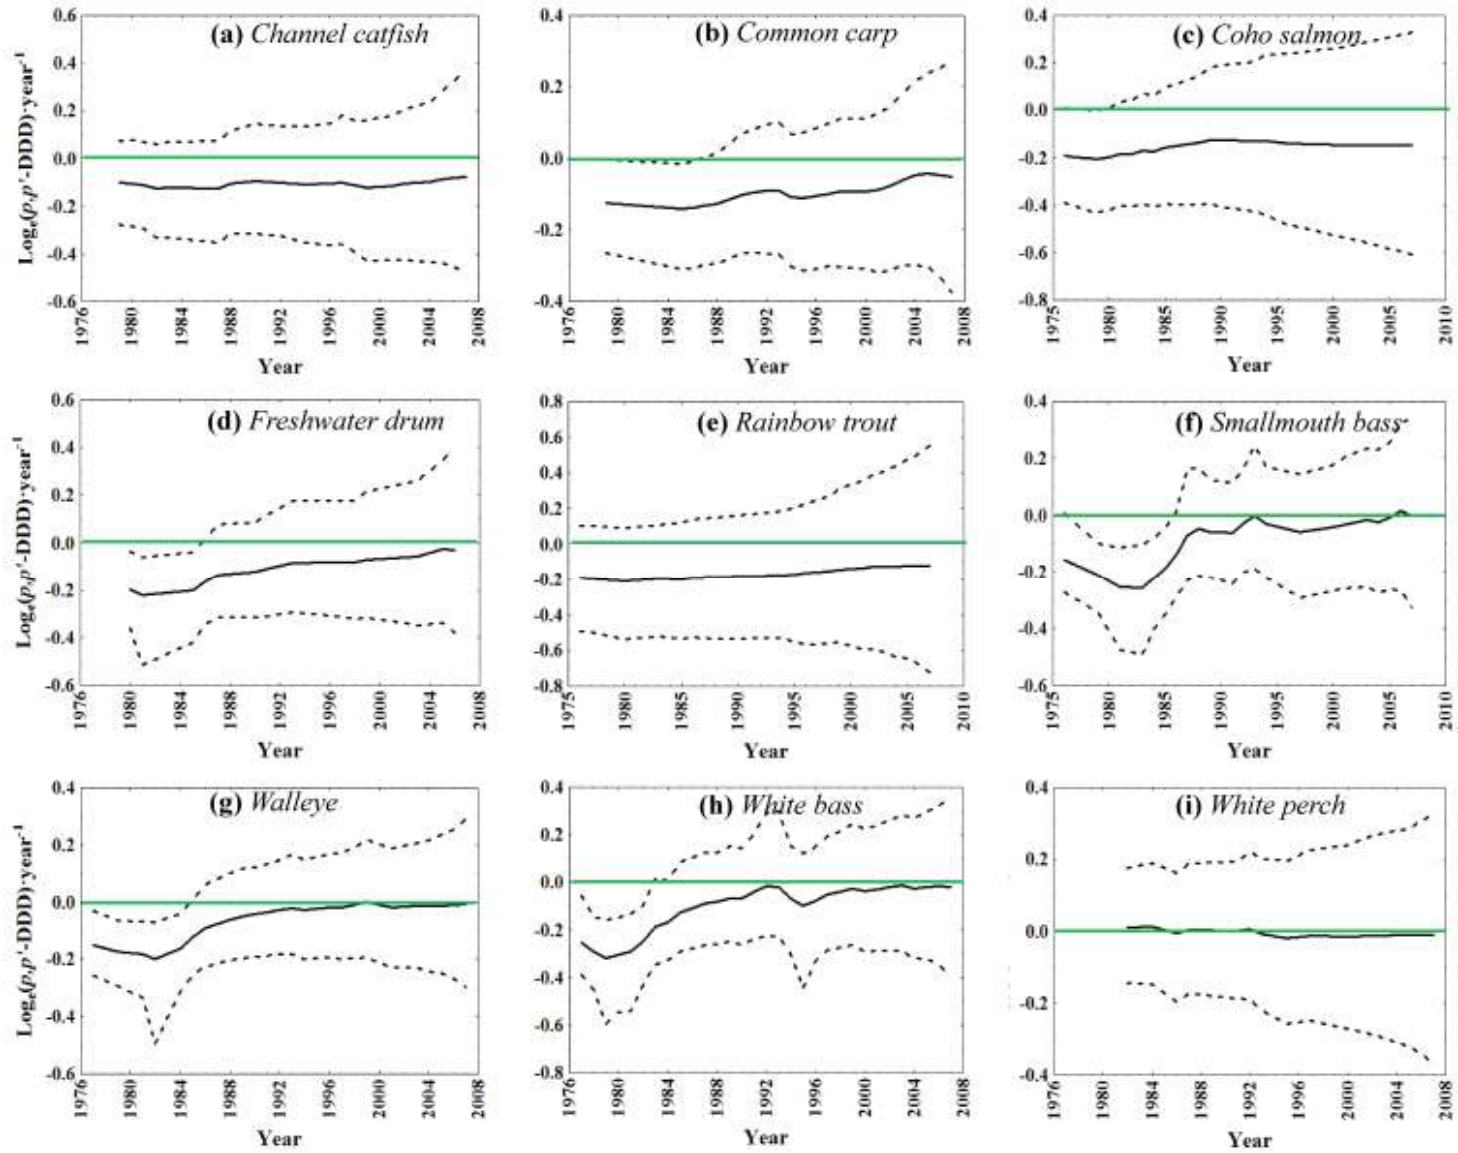 (a) Channel catfish
Log_e(p,p'-DDD)·year⁻¹
0.6
0.4
0.2
0.0
-0.2
-0.4
-0.6
1976 1980 1984 1988 1992 1996 2000 2004 2008
Year
(b) Common carp
0.4
0.2
0.0
-0.2
-0.4
1976 1980 1984 1988 1992 1996 2000 2004 2008
Year
(c) Coho salmon
0.4
0.2
0.0
-0.2
-0.4
-0.6
-0.8
1975 1980 1985 1990 1995 2000 2005 2010
Year
(d) Freshwater drum
Log_e(p,p'-DDD)·year⁻¹
0.6
0.4
0.2
0.0
-0.2
-0.4
-0.6
1976 1980 1984 1988 1992 1996 2000 2004 2008
Year
(e) Rainbow trout
0.8
0.6
0.4
0.2
0.0
-0.2
-0.4
-0.6
-0.8
1975 1980 1985 1990 1995 2000 2005 2010
Year
(f) Smallmouth bass
0.4
0.2
0.0
-0.2
-0.4
-0.6
1975 1980 1985 1990 1995 2000 2005 2010
Year
(g) Walleye
Log_e(p,p'-DDD)·year⁻¹
0.4
0.2
0.0
-0.2
-0.4
-0.6
1976 1980 1984 1988 1992 1996 2000 2004 2008
Year
(h) White bass
0.4
0.2
0.0
-0.2
-0.4
-0.6
-0.8
1976 1980 1984 1988 1992 1996 2000 2004 2008
Year
(i) White perch
0.4
0.2
0.0
-0.2
-0.4
1976 1980 1984 1988 1992 1996 2000 2004 2008
Year